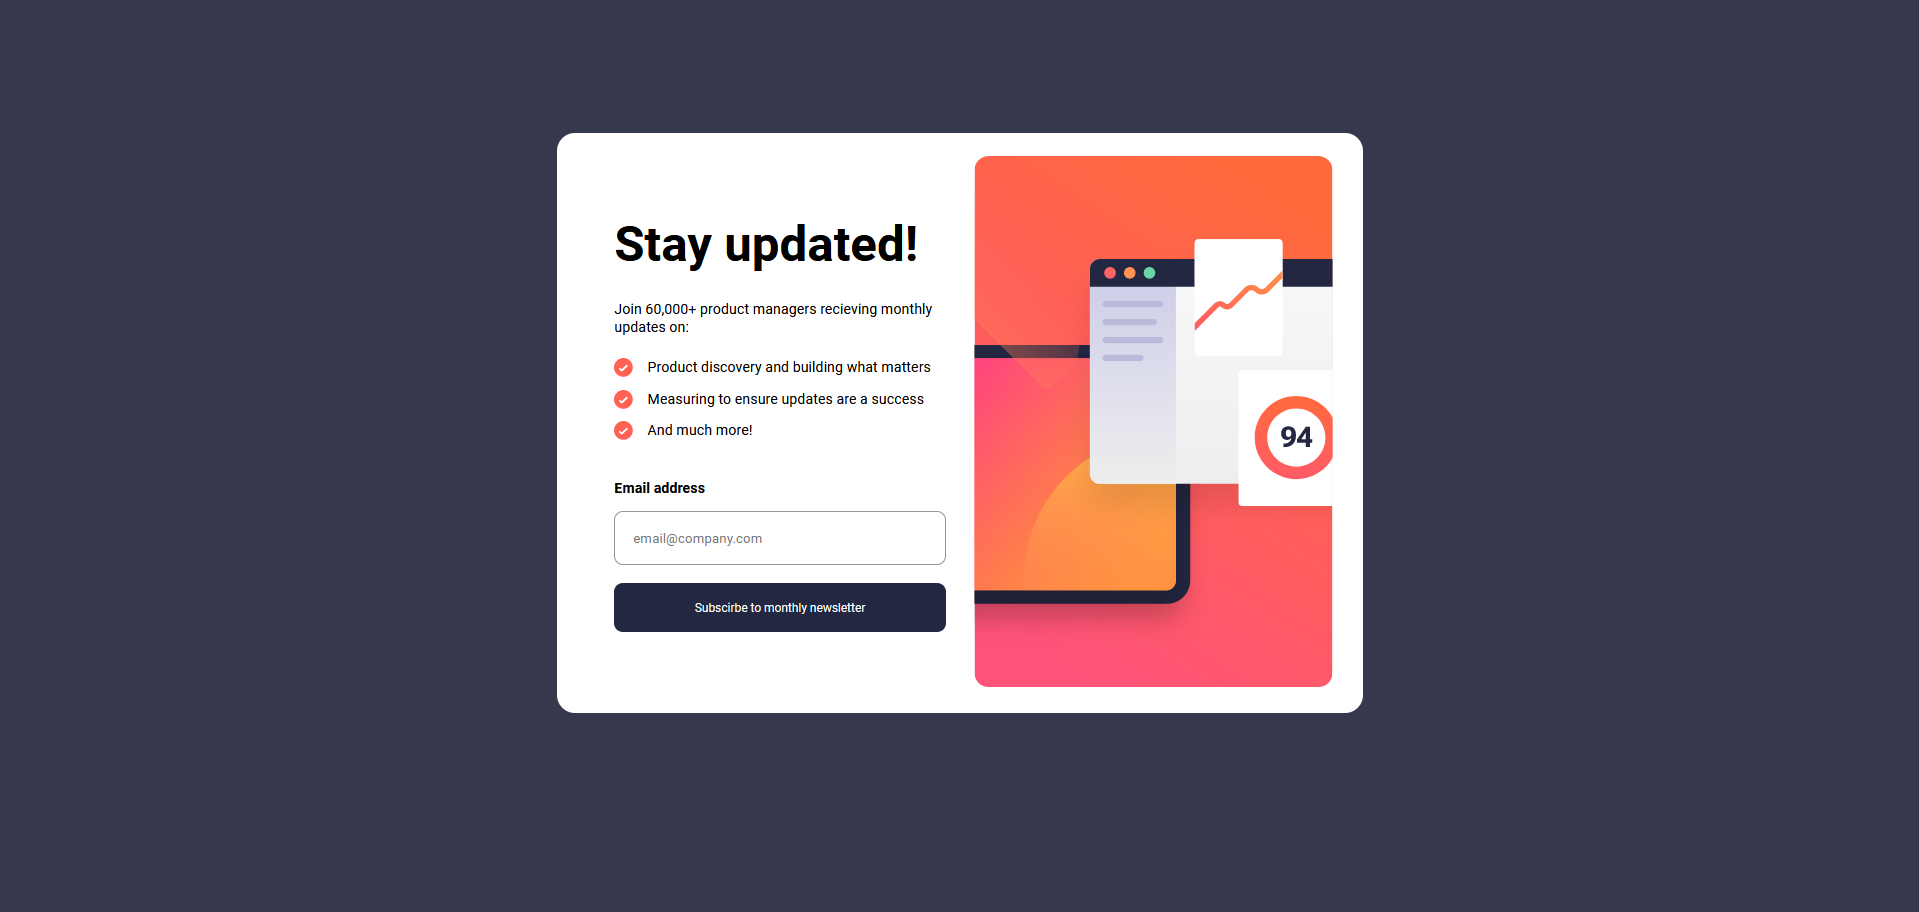 Stay updated!
Join 60,000+ product managers recieving monthly
updates on:
Product discovery and building what matters
Measuring to ensure updates are a success
And much more!
Email address
email@company.com
Subscirbe to monthly newsletter
94